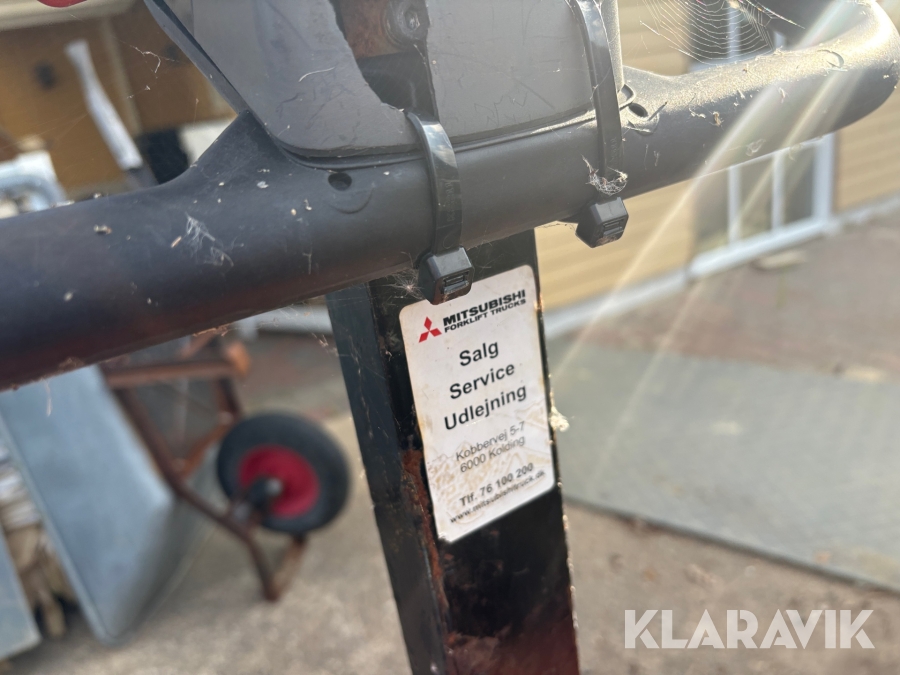 MITSUBISHI
FORKLIFT TRUCKS
Salg
Service
Udlejning
Kobbervej 5-7
6000 Kolding
Tlf. 76 100 200
www.mitsubishitruck.dk
KLARAVIK